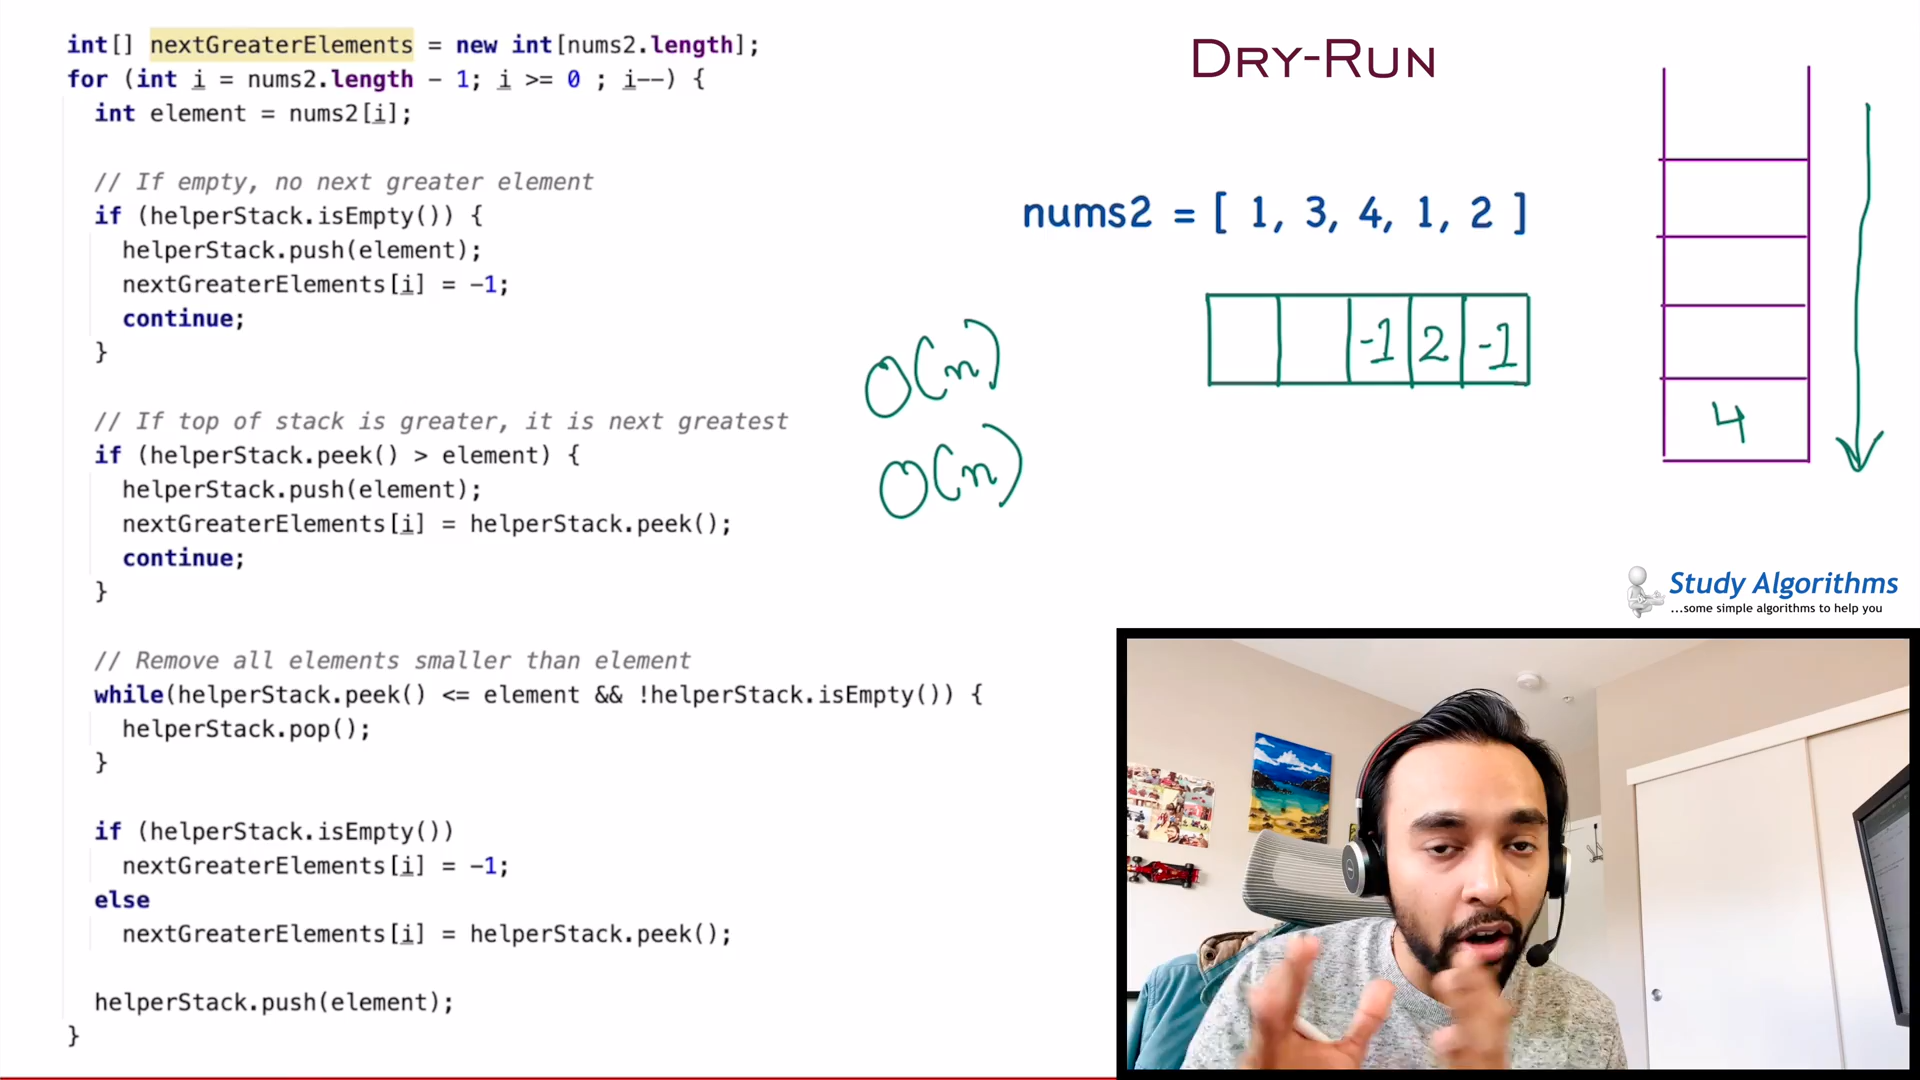 int[] nextGreaterElements = new int[nums2.length];
for (int i = nums2.length - 1; i >= 0 ; i--) {
int element = nums2[i];
// If empty, no next greater element
if (helperStack.isEmpty()) {
helperStack.push(element);
nextGreaterElements[i] = -1;
continue;
}
// If top of stack is greater, it is next greatest
if (helperStack.peek() > element) {
helperStack.push(element);
nextGreaterElements[i] = helperStack.peek();
continue;
}
// Remove all elements smaller than element
while(helperStack.peek() <= element && !helperStack.isEmpty()) {
helperStack.pop();
}
if (helperStack.isEmpty())
nextGreaterElements[i] = -1;
else
nextGreaterElements[i] = helperStack.peek();
helperStack.push(element);
}
O(n)
O(n)
Dry-Run
nums2 = [ 1, 3, 4, 1, 2 ]
-1 2 -1
4
Study Algorithms
...some simple algorithms to help you